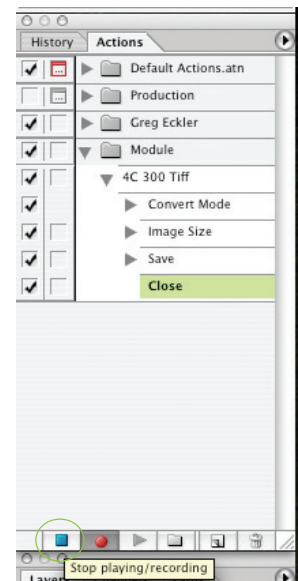 History Actions
Default Actions.atn
Production
Greg Eckler
Module
4C 300 Tiff
Convert Mode
Image Size
Save
Close
Stop playing/recording
Layer